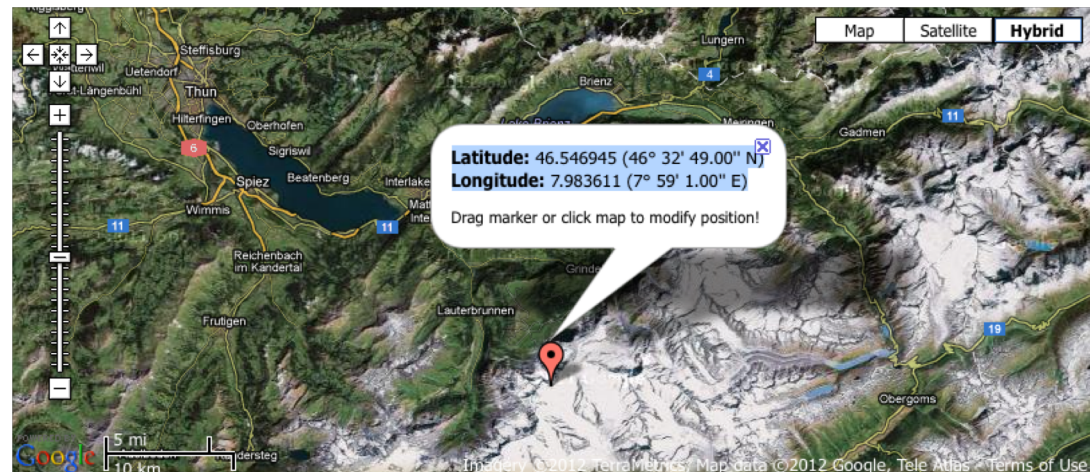 Map
Satellite
Hybrid
Steffisburg
Lungern
Uetendorf
Thun
4
Brienz
Hilterfingen
11
Oberhofen
Gadmen
6
Sigriswil
Latitude: 46.546945 (46° 32' 49.00" N)
Longitude: 7.983611 (7° 59' 1.00" E)
Drag marker or click map to modify position!
Spiez
Beatenberg
Wimmis
11
11
Reichenbach
im Kandertal
Lauterbrunnen
Frutigen
19
Obergoms
5 mi
10 km
Google
Imagery ©2012 TerraMetrics, Map data ©2012 Google, Tele Atlas - Terms of Use